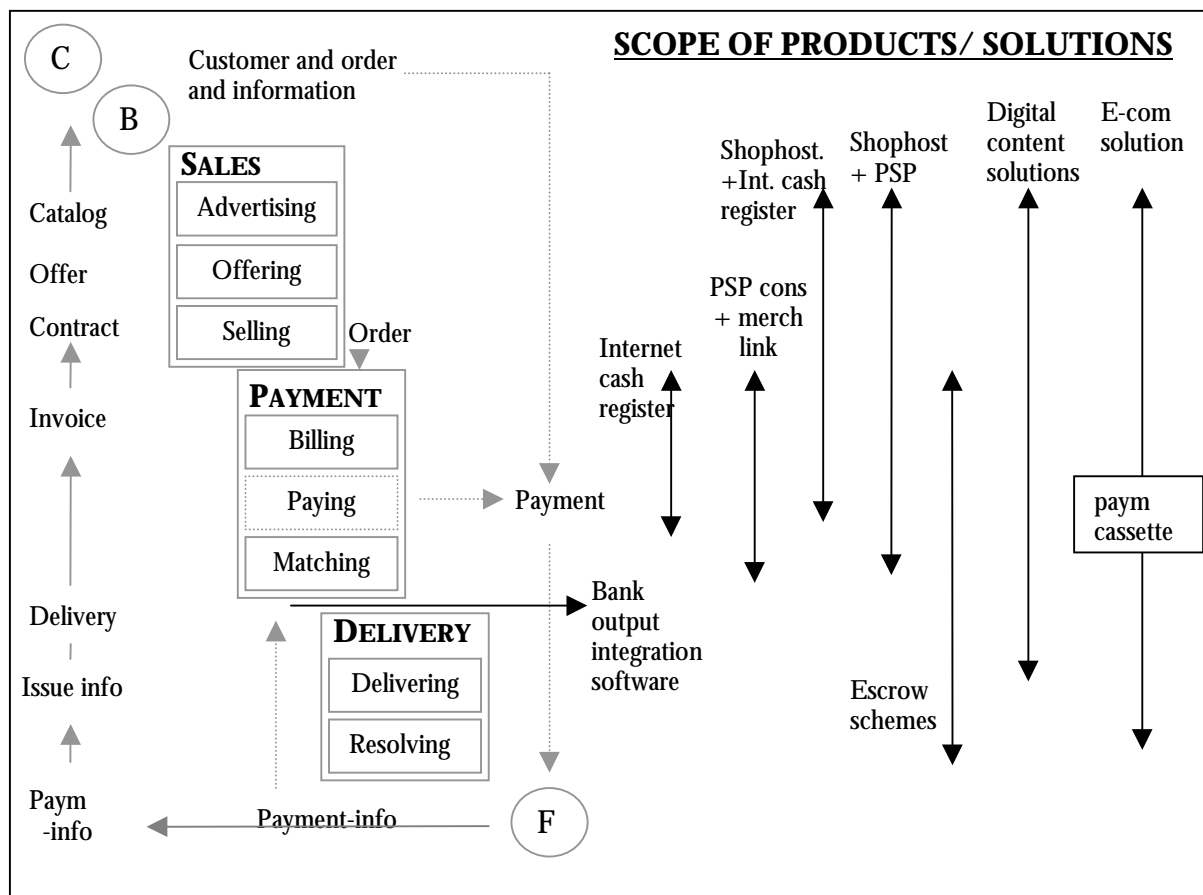 SCOPE OF PRODUCTS/ SOLUTIONS
C
B
Customer and order
and information
SALES
Advertising
Offering
Selling
Catalog
Offer
Contract
Order
PAYMENT
Billing
Paying
Matching
Invoice
Payment
Delivery
DELIVERY
Delivering
Resolving
Issue info
Paym
-info
Payment-info
F
Bank
output
integration
software
Internet
cash
register
PSP cons
+ merch
link
Shophost.
+Int. cash
register
Shophost
+ PSP
Escrow
schemes
Digital
content
solutions
E-com
solution
paym
cassette